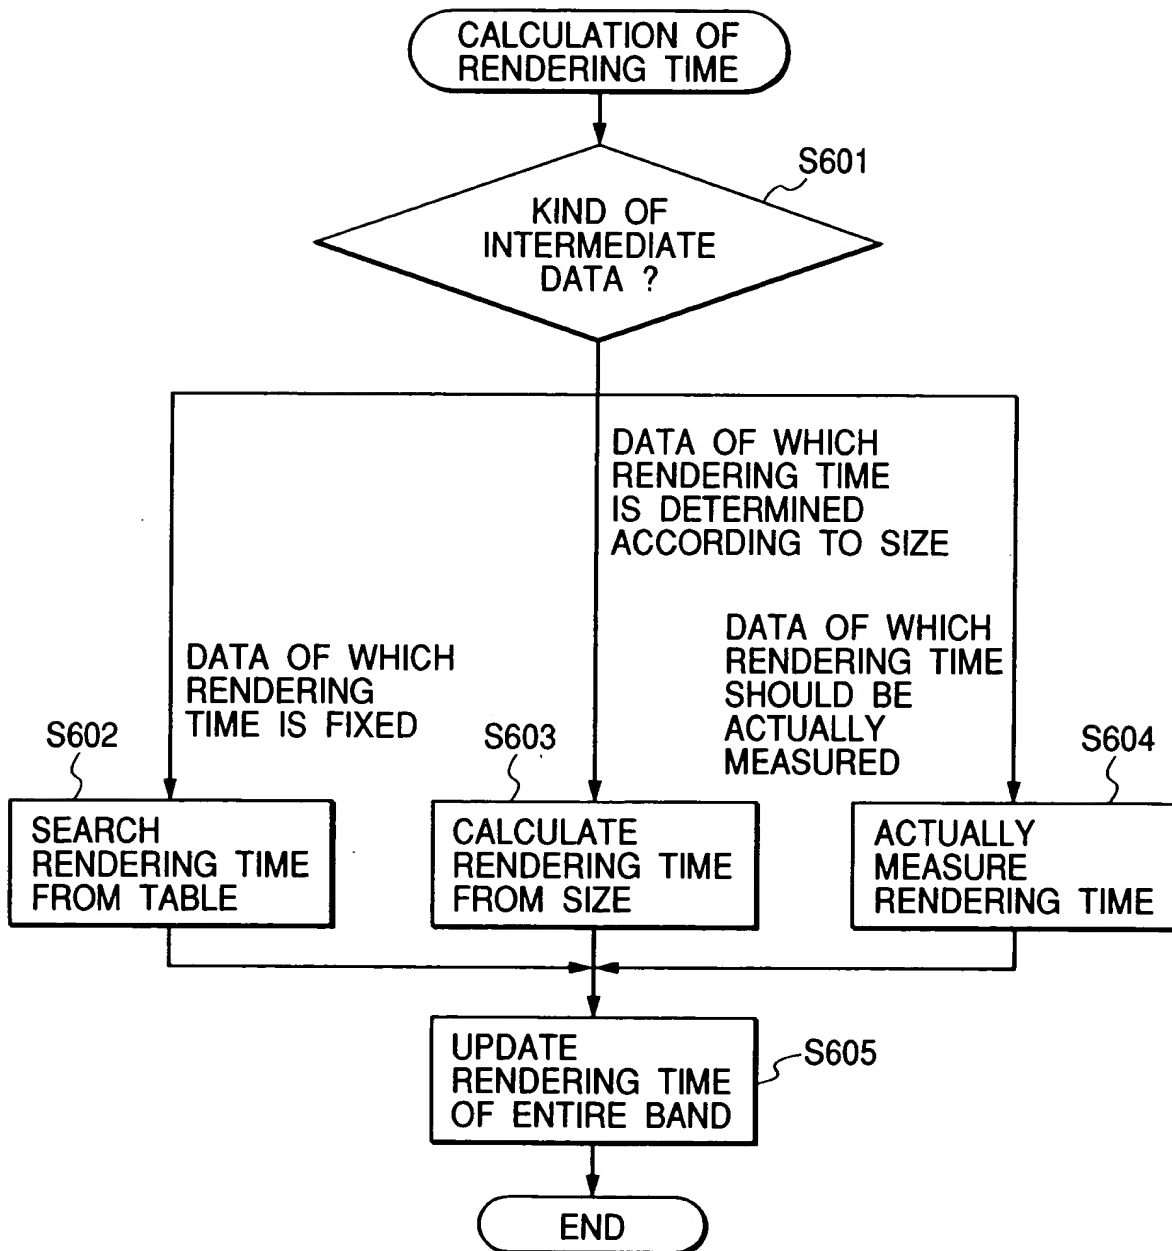 CALCULATION OF
RENDERING TIME
S601
KIND OF
INTERMEDIATE
DATA ?
DATA OF WHICH
RENDERING TIME
IS DETERMINED
ACCORDING TO SIZE
DATA OF WHICH
RENDERING TIME
SHOULD BE
ACTUALLY
MEASURED
DATA OF WHICH
RENDERING
TIME IS FIXED
S602
S603
S604
SEARCH
RENDERING TIME
FROM TABLE
CALCULATE
RENDERING TIME
FROM SIZE
ACTUALLY
MEASURE
RENDERING TIME
UPDATE
RENDERING TIME
OF ENTIRE BAND
S605
END